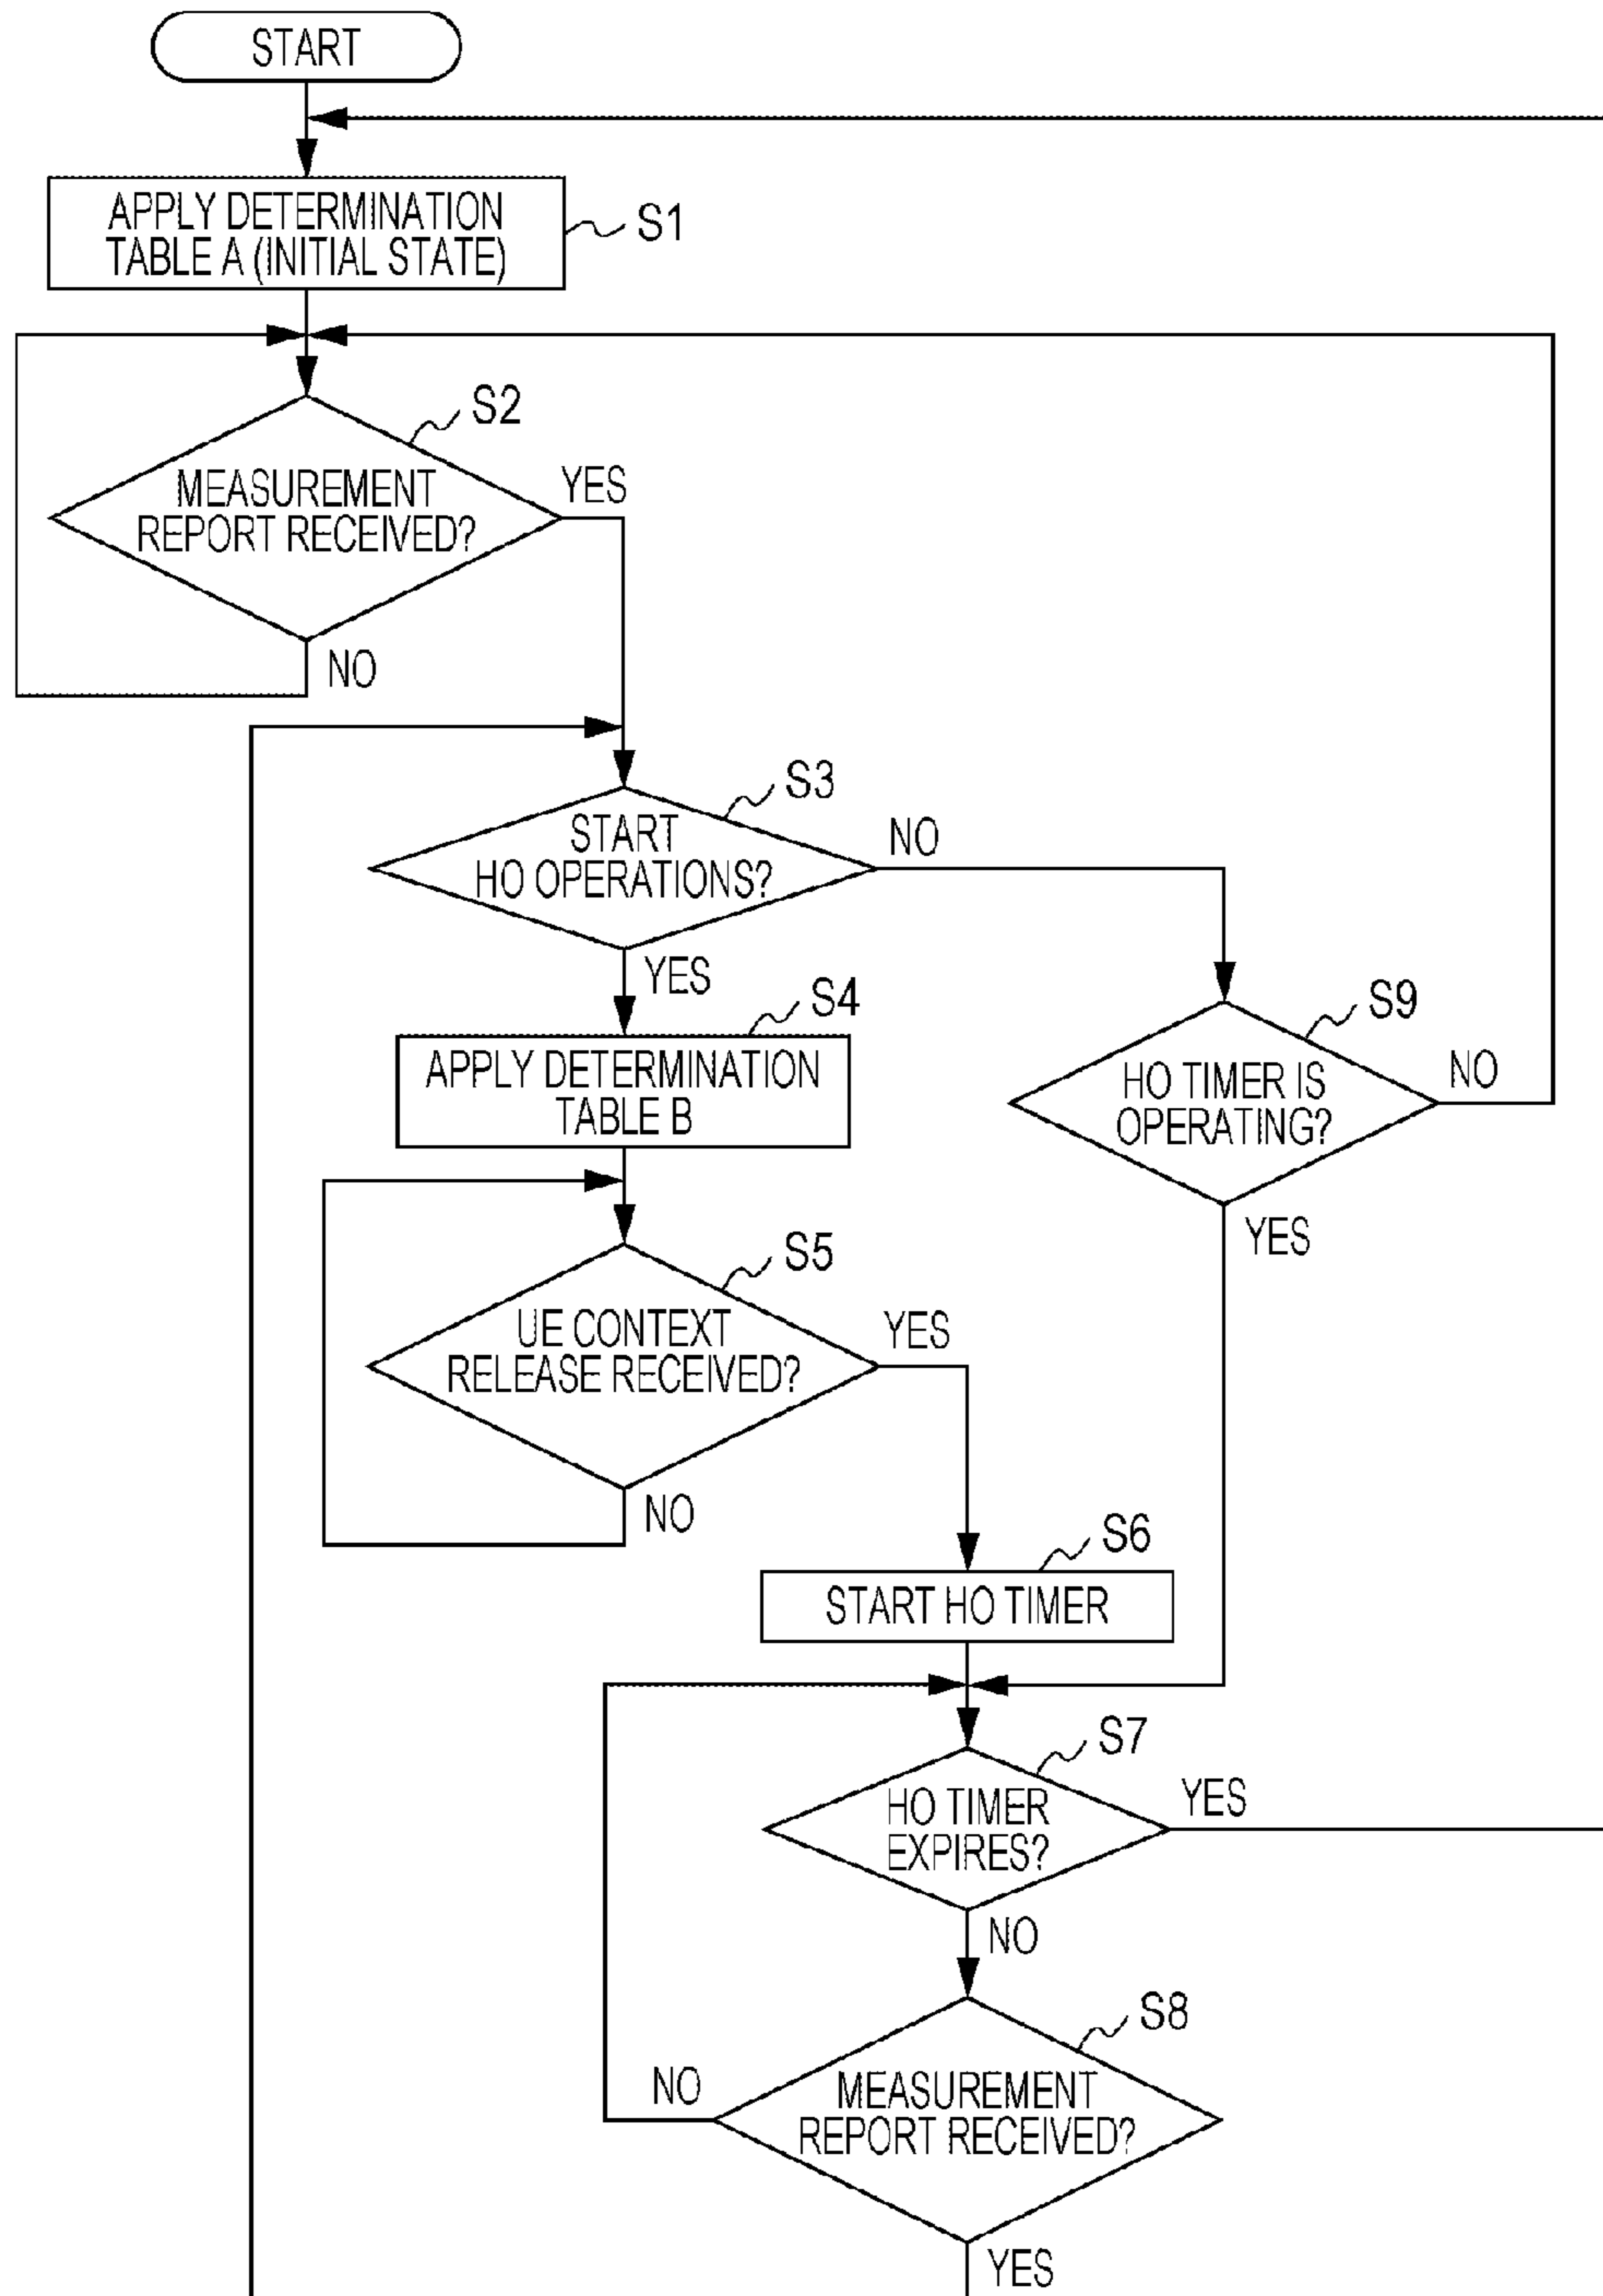 START
APPLY DETERMINATION
TABLE A (INITIAL STATE)
S1
S2
MEASUREMENT
REPORT RECEIVED?
YES
NO
S3
START
HO OPERATIONS?
NO
YES
S4
APPLY DETERMINATION
TABLE B
S9
HO TIMER IS
OPERATING?
NO
YES
S5
UE CONTEXT
RELEASE RECEIVED?
YES
NO
S6
START HO TIMER
S7
HO TIMER
EXPIRES?
YES
NO
S8
MEASUREMENT
REPORT RECEIVED?
NO
YES